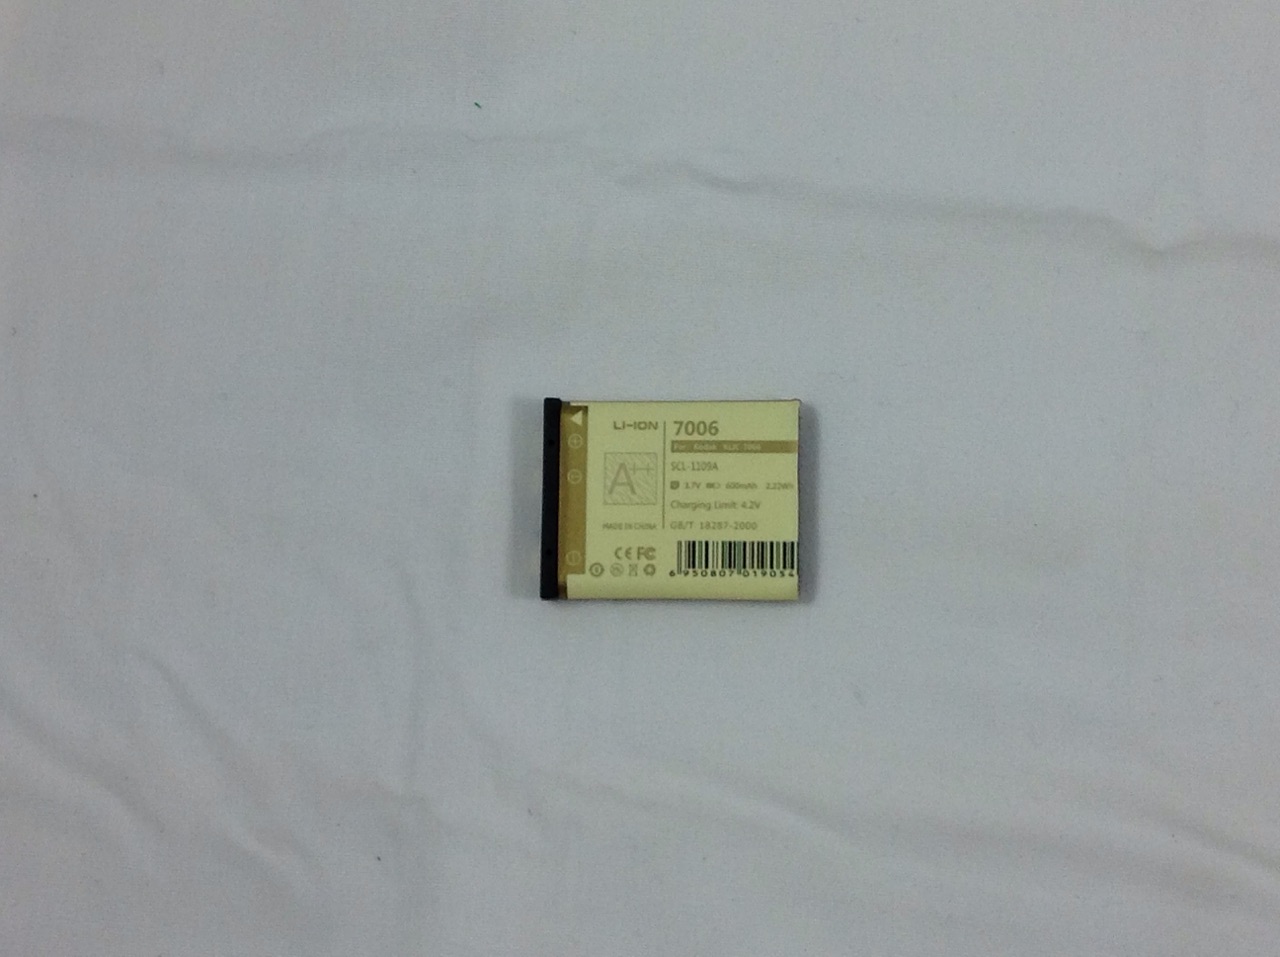 LI-ION
A++
MADE IN CHINA
CE FC
7006
For Kodak KLIC 7006
SCL-1109A
3.7V 600mAh 2.22Wh
Charging Limit: 4.2V
GB/T 18287-2000
6 950807 019054